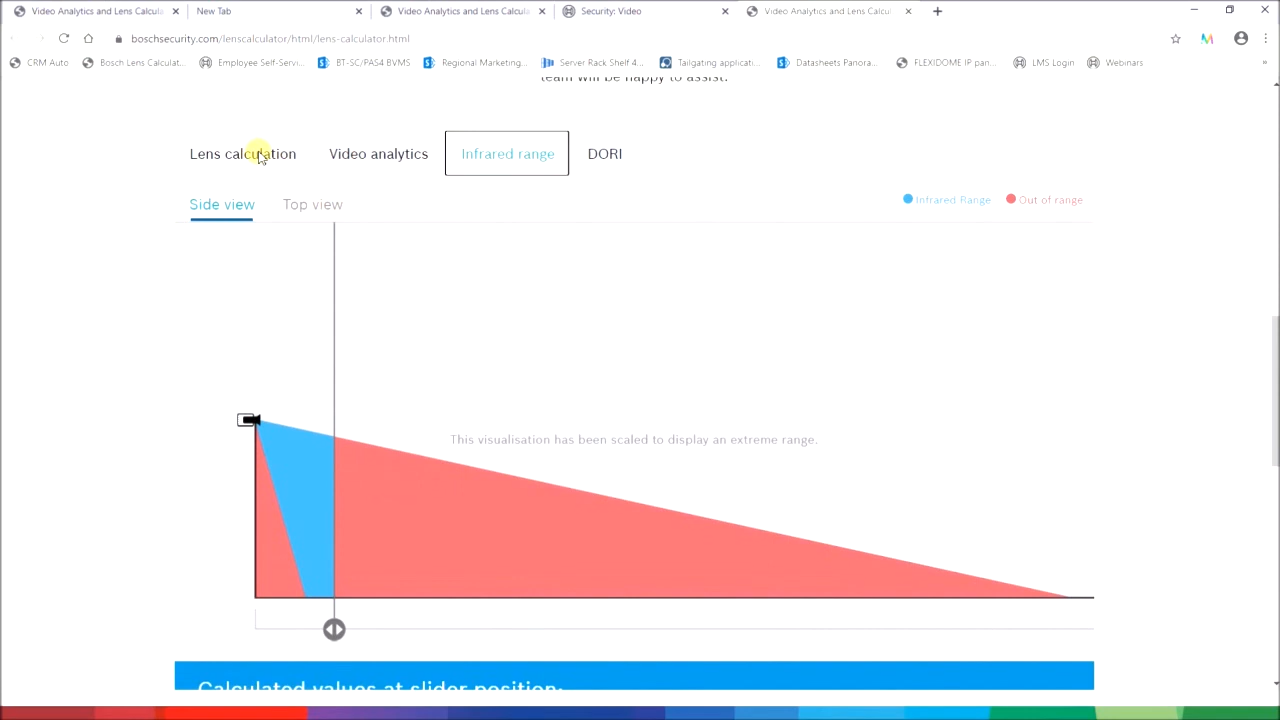 Video Analytics and Lens Calcula
New Tab
Video Analytics and Lens Calcula
Security: Video
Video Analytics and Lens Calcul
boschsecurity.com/lenscalculator/html/lens-calculator.html
CRM Auto
Bosch Lens Calculat...
Employee Self-Servi...
BT-SC/PAS4 BVMS
Regional Marketing...
Server Rack Shelf 4...
Tailgating applicati...
Datasheets Panora...
FLEXIDOME IP pan...
LMS Login
Webinars
team will be happy to assist.
Lens calculation
Video analytics
Infrared range
DORI
Side view
Top view
Infrared Range
Out of range
This visualisation has been scaled to display an extreme range.
Calculated values at slider position: